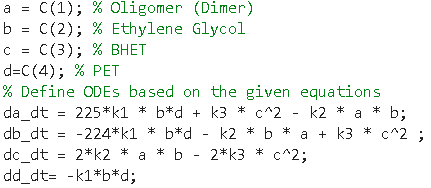 a = C(1); % Oligomer (Dimer)
b = C(2); % Ethylene Glycol
c = C(3); % BHET
d=C(4); % PET
% Define ODEs based on the given equations
da_dt = 225*k1 * b*d + k3 * c^2 - k2 * a * b;
db_dt = -224*k1 * b*d - k2 * b * a + k3 * c^2 ;
dc_dt = 2*k2 * a * b - 2*k3 * c^2;
dd_dt= -k1*b*d;